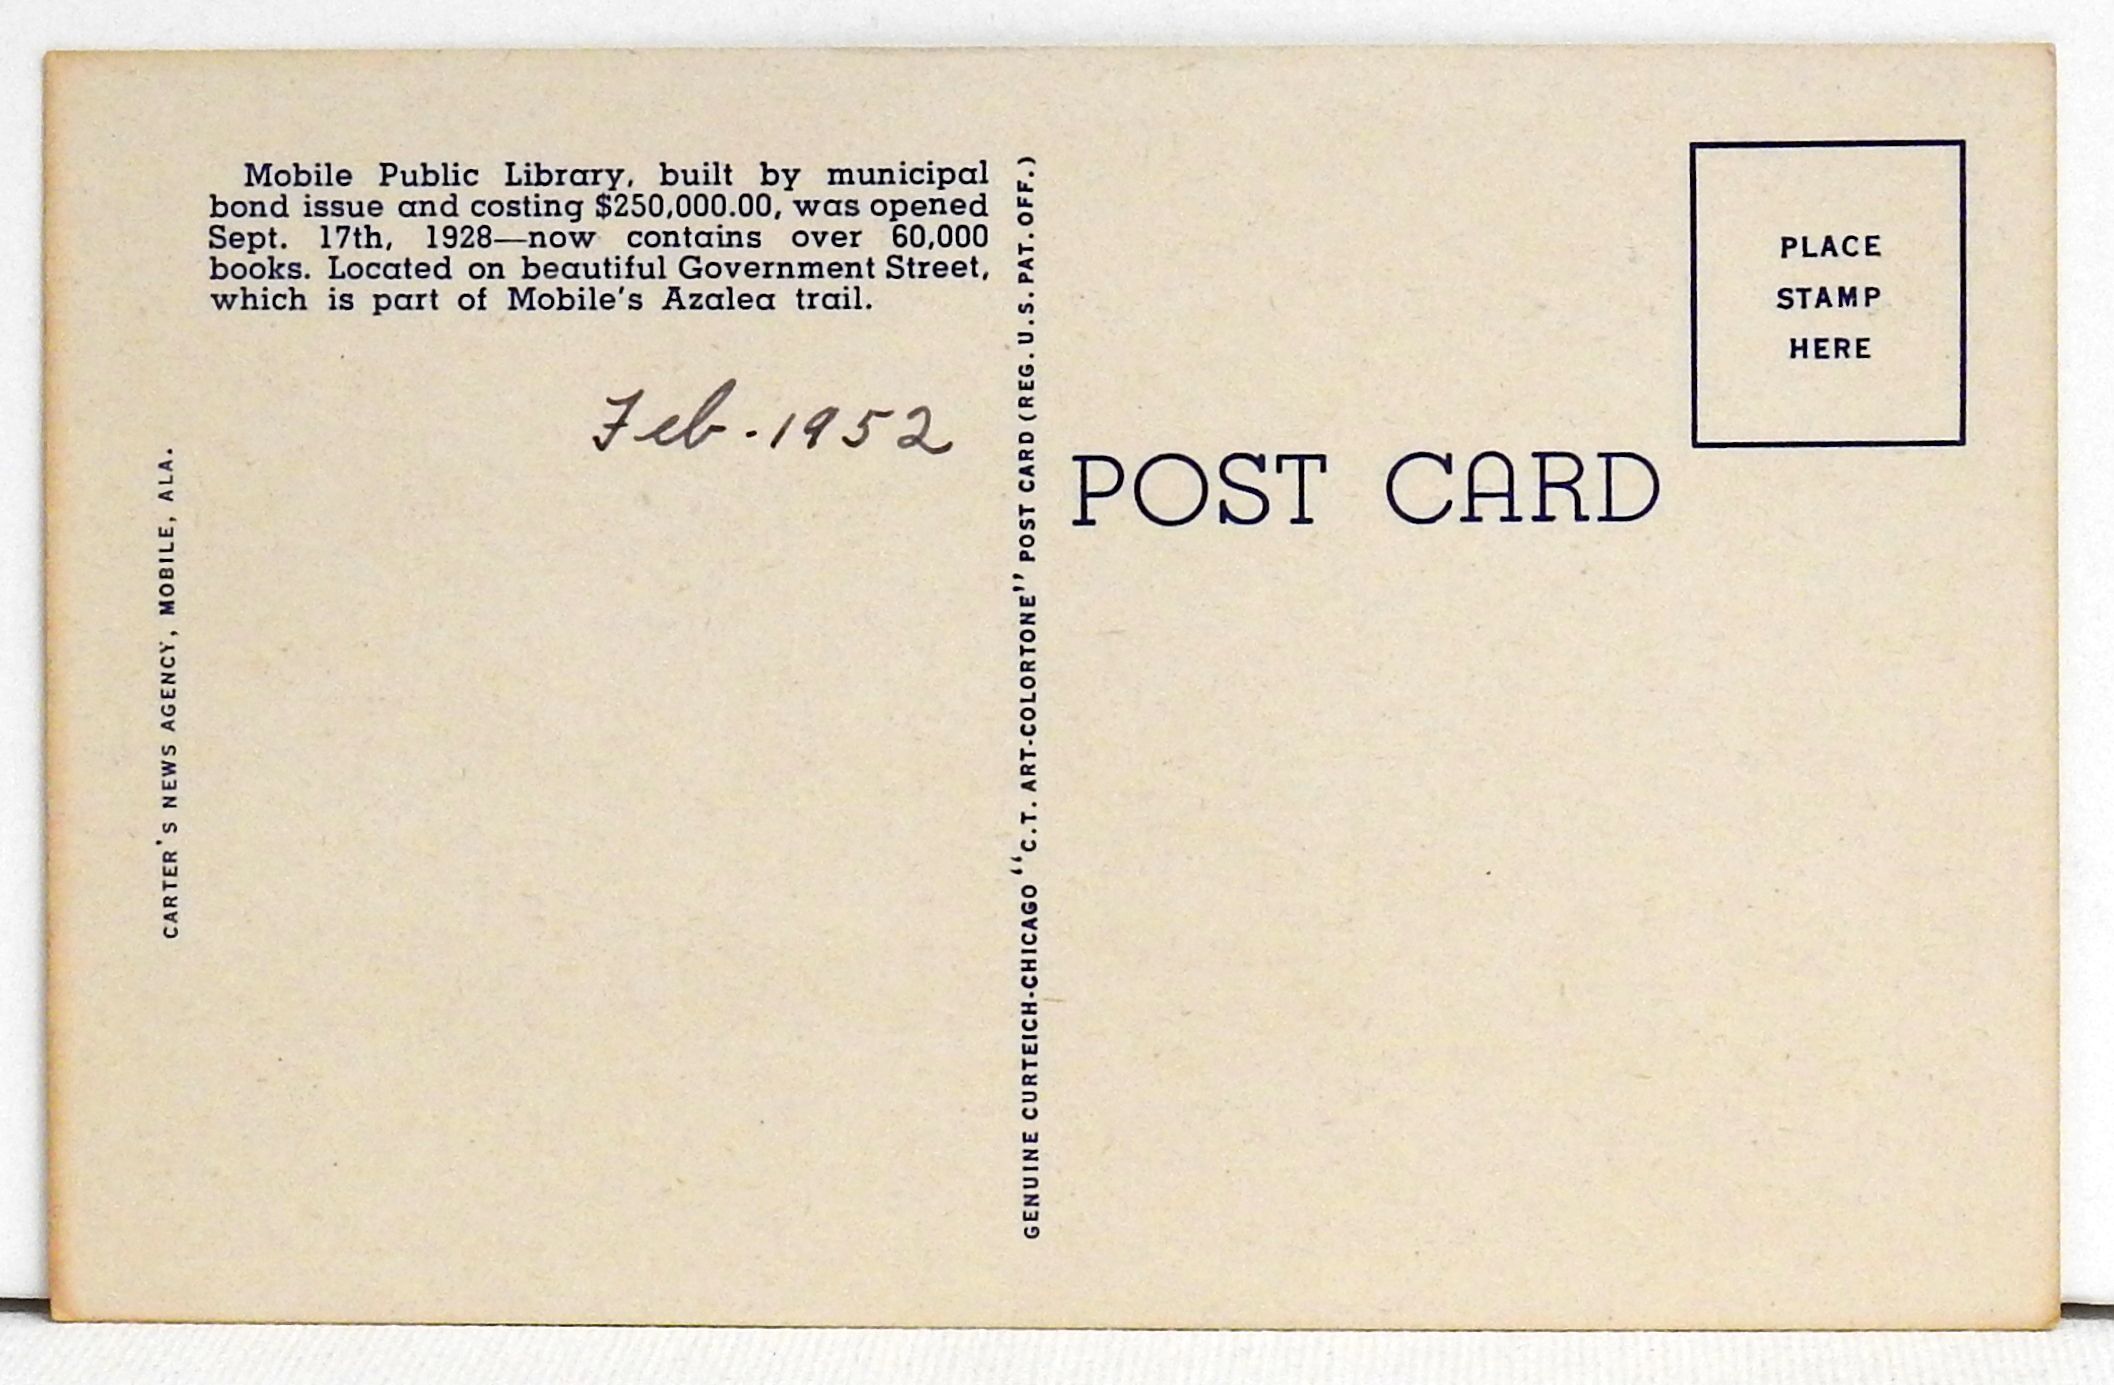 Mobile Public Library, built by municipal
bond issue and costing $250,000.00, was opened
Sept. 17th, 1928—now contains over 60,000
books. Located on beautiful Government Street,
which is part of Mobile's Azalea trail.
Feb. 1952
CARTER'S NEWS AGENCY, MOBILE, ALA.
GENUINE CURTEICH-CHICAGO "C.T. ART-COLORTONE" POST CARD (REG. U.S. PAT. OFF.)
POST CARD
PLACE
STAMP
HERE